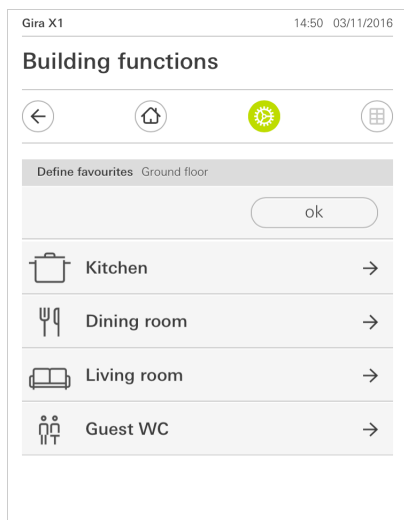 Gira X1 14:50 03/11/2016
Building functions
Define favourites Ground floor
ok
Kitchen
Dining room
Living room
Guest WC